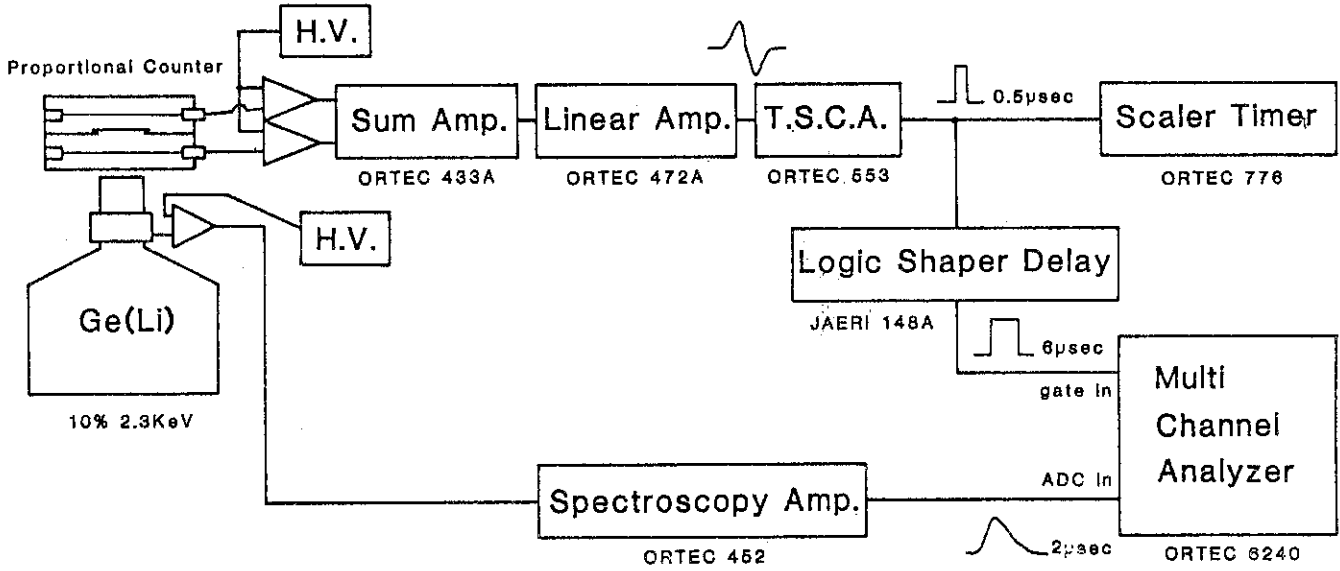 H.V.
Proportional Counter
Sum Amp.
ORTEC 433A
Linear Amp.
ORTEC 472A
T.S.C.A.
ORTEC 553
0.5μsec
Scaler Timer
ORTEC 776
H.V.
Logic Shaper Delay
JAERI 148A
Ge(Li)
10% 2.3KeV
6μsec
gate in
Multi
Channel
Analyzer
ADC in
ORTEC 6240
Spectroscopy Amp.
ORTEC 452
2μsec